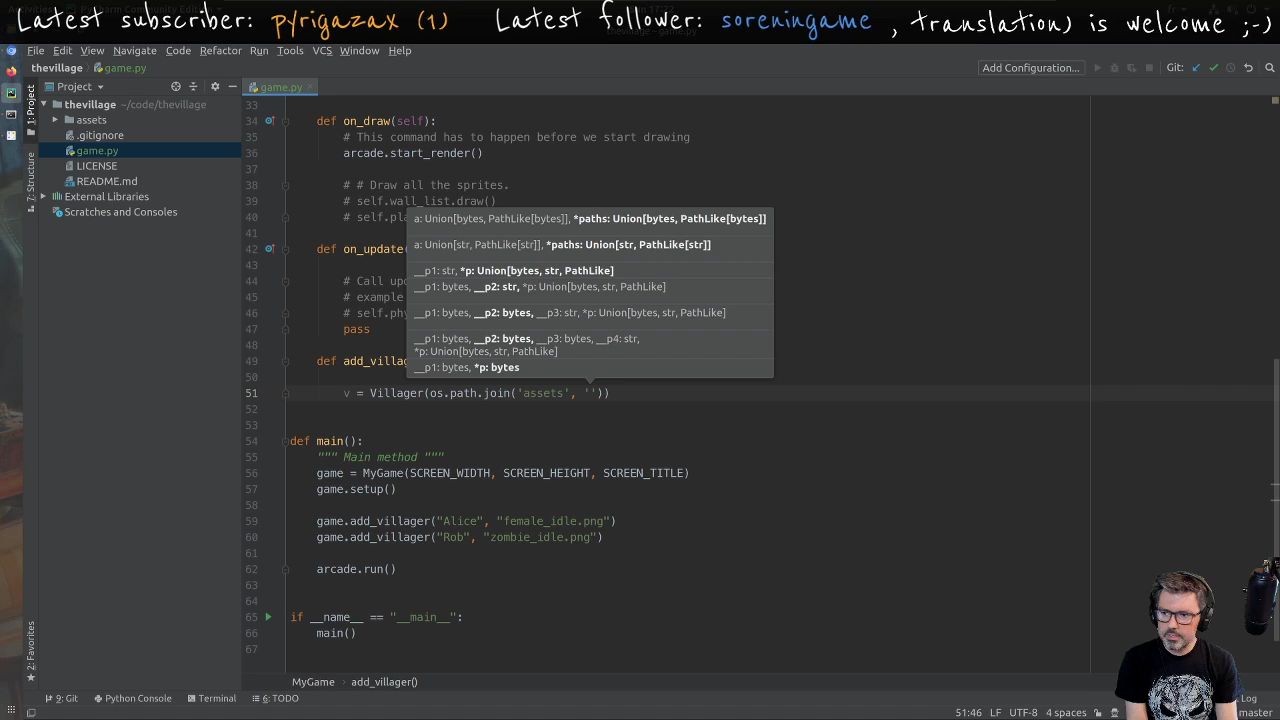 Latest subscriber: pyrigazax (1) Latest follower: soreningame , translation) is welcome ;-)
thevillage – game.py
File Edit View Navigate Code Refactor Run Tools VCS Window Help
thevillage game.py Add Configuration... Git:
Project game.py
1: Project
7: Structure
2: Favorites
thevillage ~/code/thevillage
assets
.gitignore
game.py
LICENSE
README.md
External Libraries
Scratches and Consoles
33
34 def on_draw(self):
35 # This command has to happen before we start drawing
36 arcade.start_render()
37
38 # # Draw all the sprites.
39 # self.wall_list.draw()
40 # self.pla
41
42 def on_update(
43
44 # Call upd
45 # example
46 # self.phy
47 pass
48
49 def add_villag
50
51 v = Villager(os.path.join('assets', ''))
52
53
54 def main():
55 """ Main method """
56 game = MyGame(SCREEN_WIDTH, SCREEN_HEIGHT, SCREEN_TITLE)
57 game.setup()
58
59 game.add_villager("Alice", "female_idle.png")
60 game.add_villager("Rob", "zombie_idle.png")
61
62 arcade.run()
63
64
65 if __name__ == "__main__":
66 main()
67
a: Union[bytes, PathLike[bytes]], *paths: Union[bytes, PathLike[bytes]]
a: Union[str, PathLike[str]], *paths: Union[str, PathLike[str]]
__p1: str, *p: Union[bytes, str, PathLike]
__p1: bytes, __p2: str, *p: Union[bytes, str, PathLike]
__p1: bytes, __p2: bytes, __p3: str, *p: Union[bytes, str, PathLike]
__p1: bytes, __p2: bytes, __p3: bytes, __p4: str,
*p: Union[bytes, str, PathLike]
__p1: bytes, *p: bytes
MyGame add_villager()
9: Git Python Console Terminal 6: TODO Log
51:46 LF UTF-8 4 spaces master